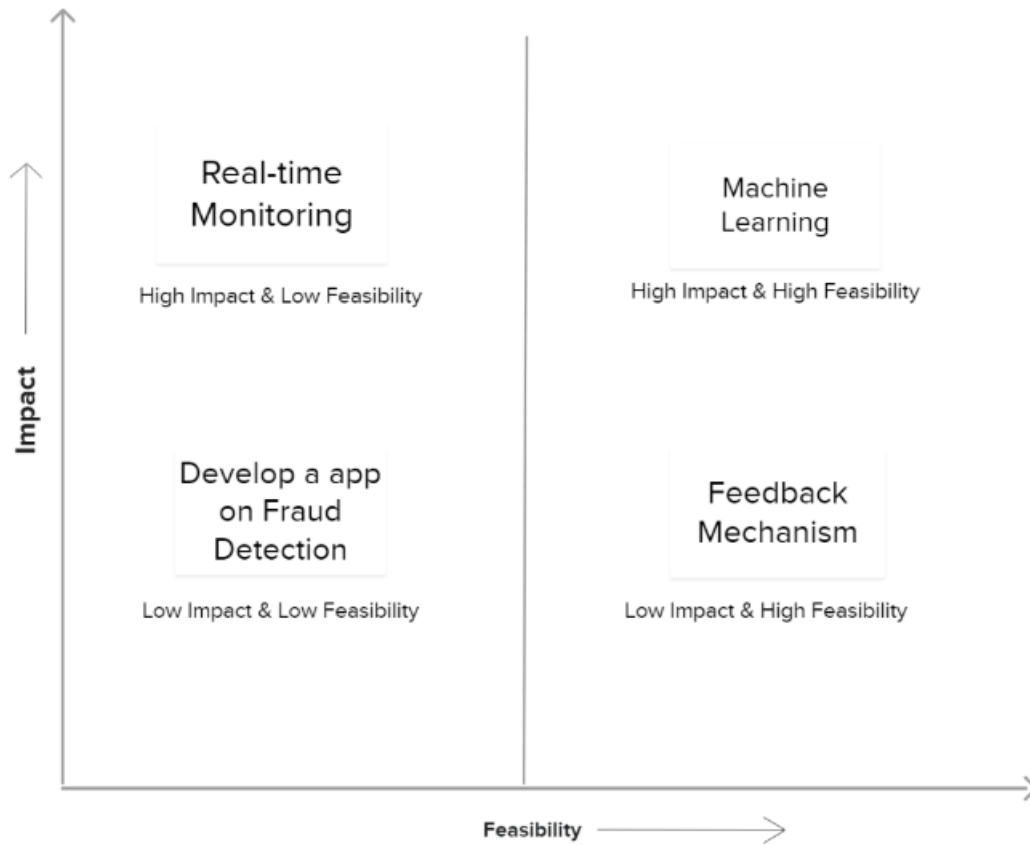 Real-time
Monitoring
High Impact & Low Feasibility
Machine
Learning
High Impact & High Feasibility
Impact
Develop a app
on Fraud
Detection
Low Impact & Low Feasibility
Feedback
Mechanism
Low Impact & High Feasibility
Feasibility